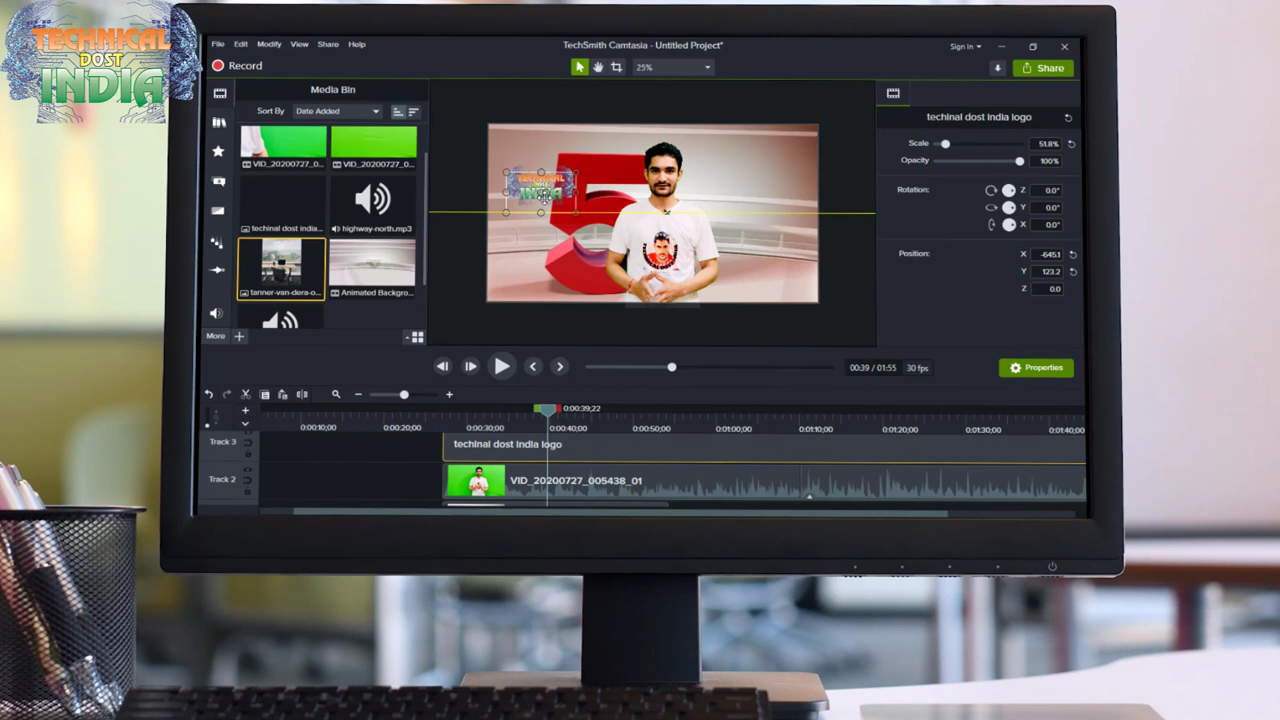 TECHNICAL
DOST
INDIA
File Edit Modify View Share Help
TechSmith Camtasia - Untitled Project*
Sign In
Record
25%
Share
Media Bin
Sort By Date Added
VID_20200727_0... VID_20200727_0...
techinal dost india... highway-north.mp3
tanner-van-dera-o... Animated Backgro...
More
TECHNICAL
DOST
INDIA
5
techinal dost india logo
Scale 51.8%
Opacity 100%
Rotation: Z 0.0°
Y 0.0°
X 0.0°
Position: X -645.1
Y 123.2
Z 0.0
00:39 / 01:55 30 fps
Properties
0:00:39;22
0:00:10;00 0:00:20;00 0:00:30;00 0:00:40;00 0:00:50;00 0:01:00;00 0:01:10;00 0:01:20;00 0:01:30;00 0:01:40;00
Track 3 techinal dost india logo
Track 2 VID_20200727_005438_01